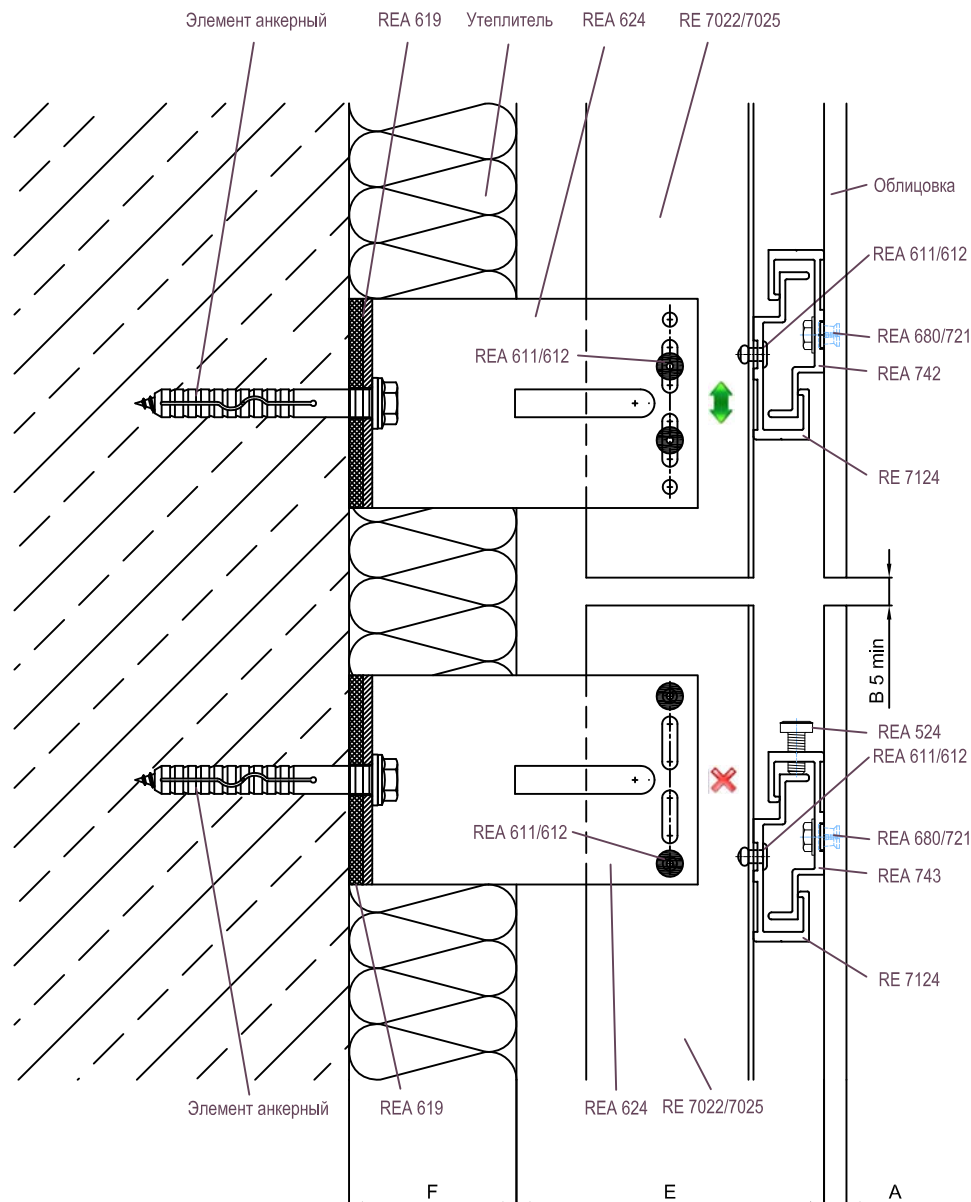 Элемент анкерный
REA 619
Утеплитель
REA 624
RE 7022/7025
Облицовка
REA 611/612
REA 680/721
REA 611/612
REA 742
RE 7124
B 5 min
REA 524
REA 611/612
REA 611/612
REA 680/721
REA 743
RE 7124
Элемент анкерный
REA 619
REA 624
RE 7022/7025
F
E
A